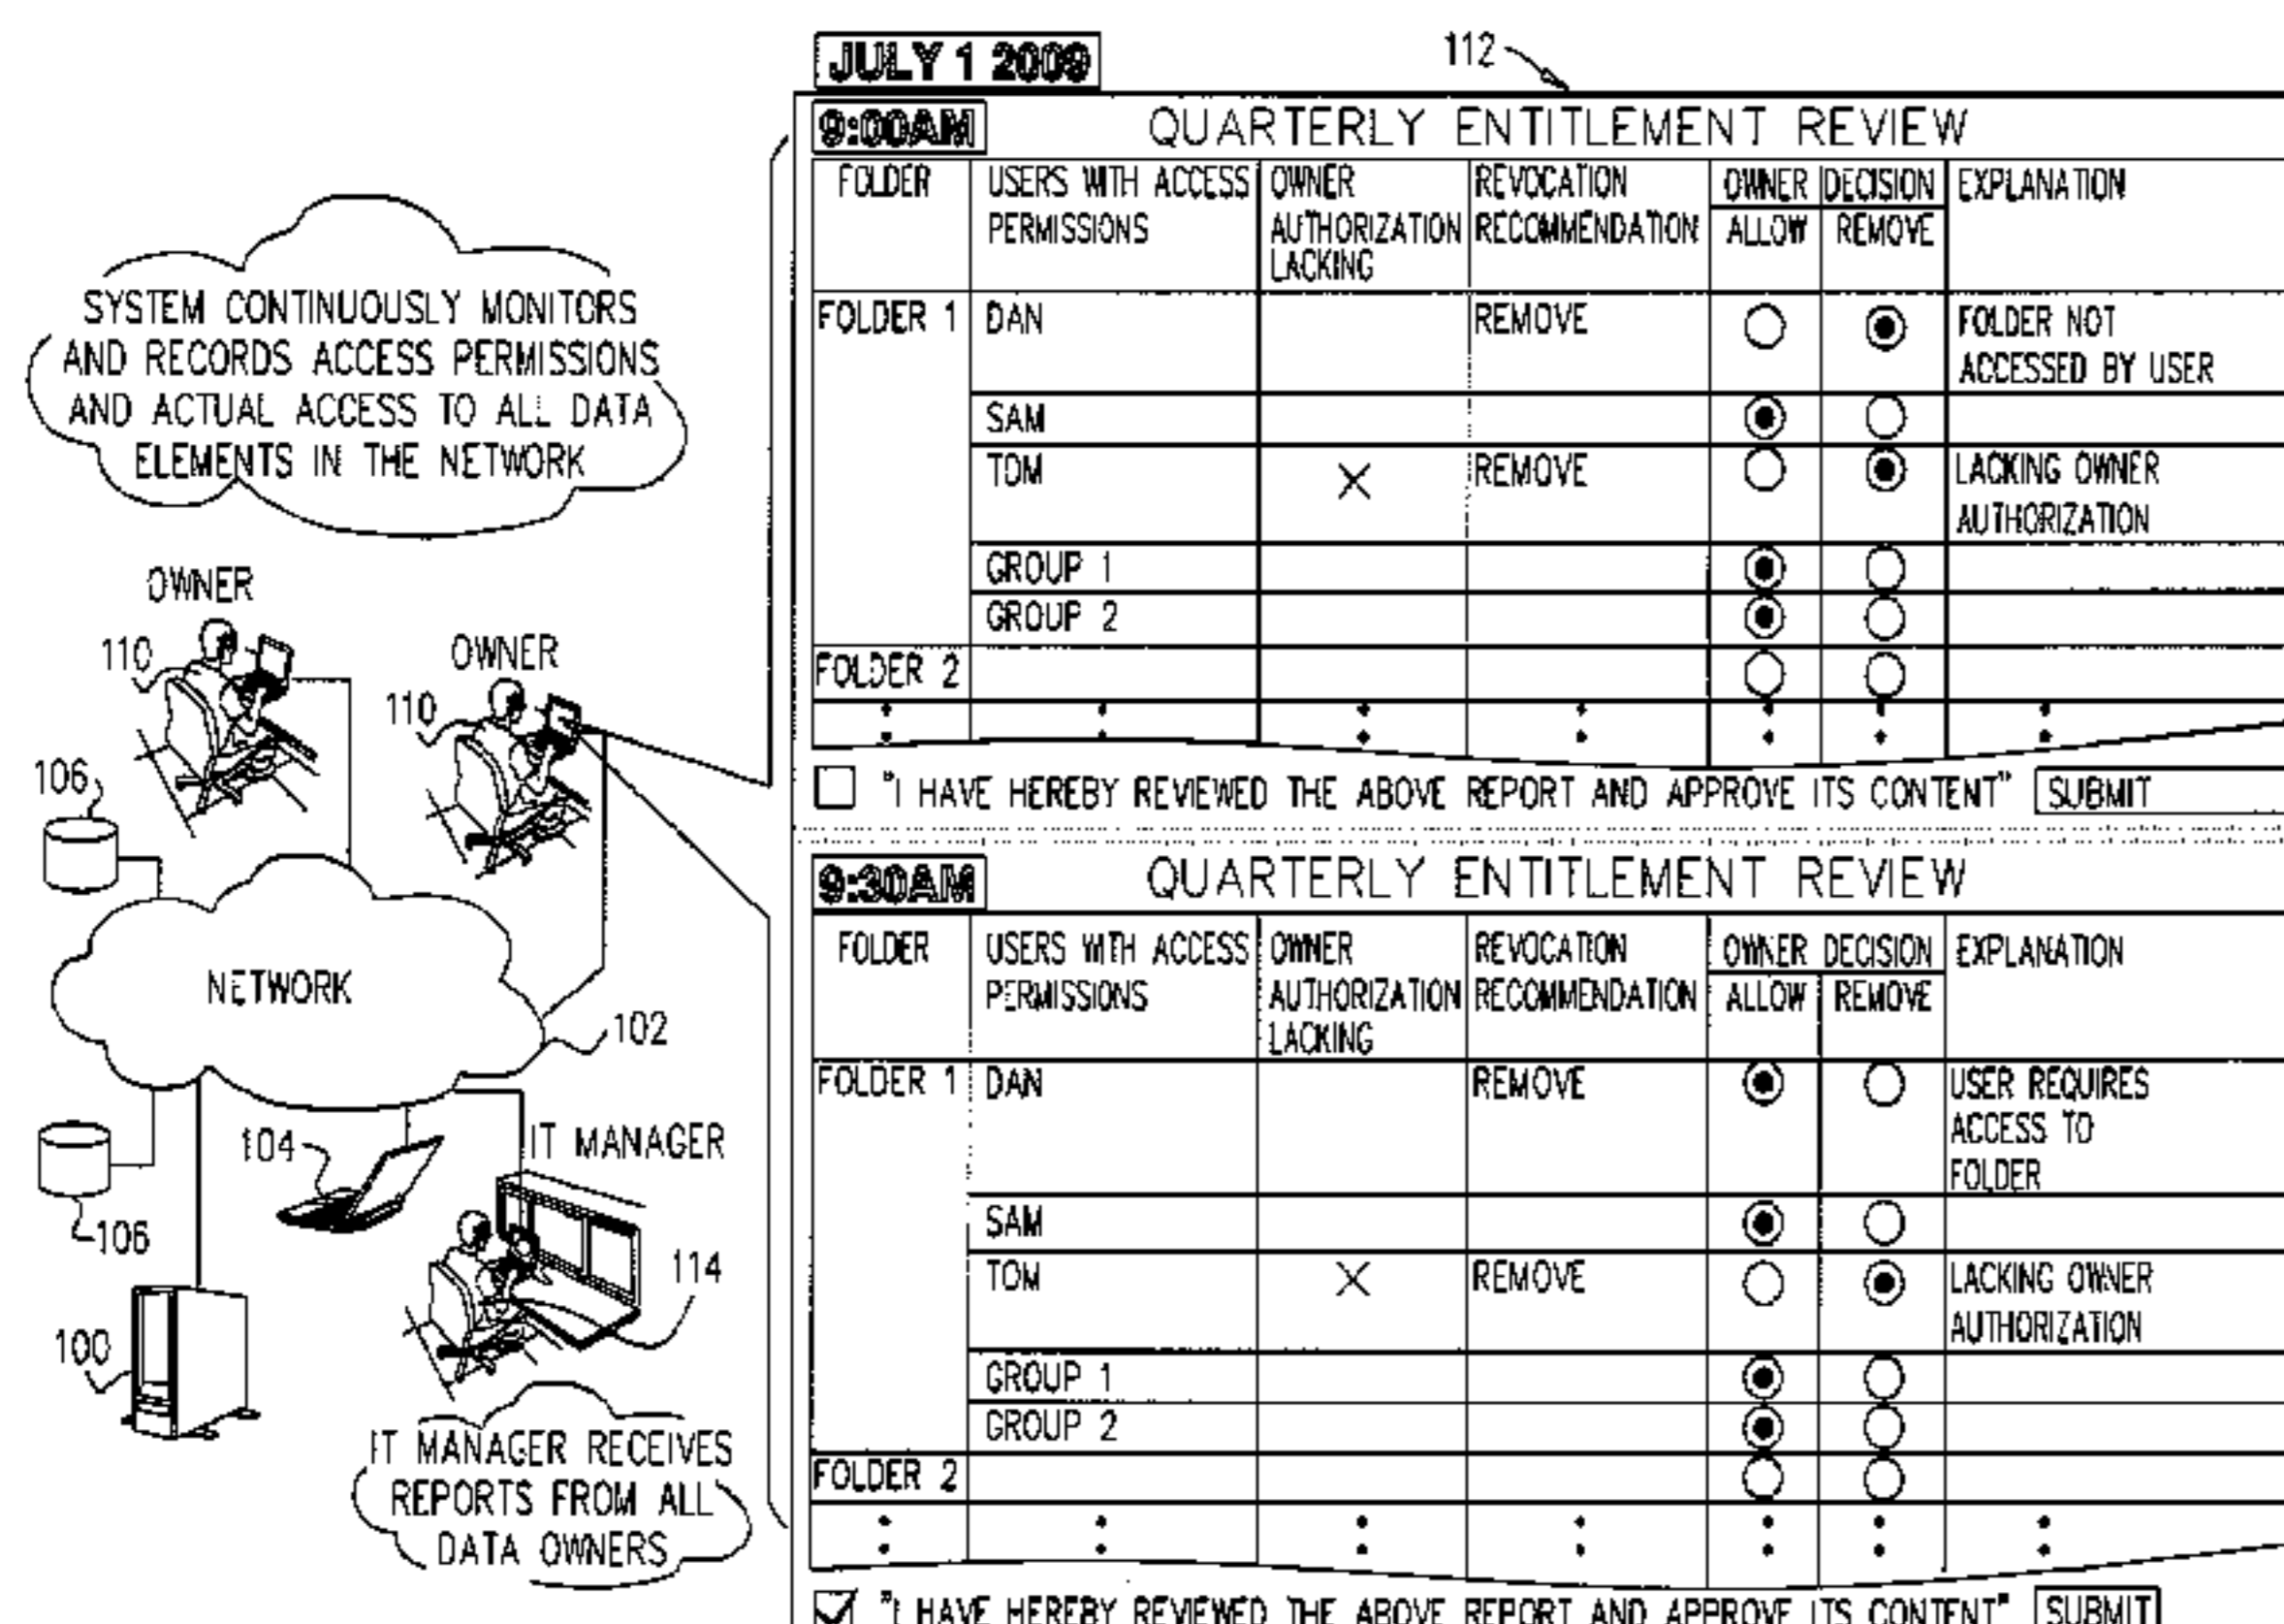 JULY 1 2009
112
9:00AM QUARTERLY ENTITLEMENT REVIEW
FOLDER USERS WITH ACCESS PERMISSIONS OWNER AUTHORIZATION LACKING REVOCATION RECOMMENDATION OWNER DECISION ALLOW REMOVE EXPLANATION
FOLDER 1 DAN REMOVE FOLDER NOT
ACCESSED BY USER
SAM
TOM X REMOVE LACKING OWNER
AUTHORIZATION
GROUP 1
GROUP 2
FOLDER 2
"I HAVE HEREBY REVIEWED THE ABOVE REPORT AND APPROVE ITS CONTENT" SUBMIT
9:30AM QUARTERLY ENTITLEMENT REVIEW
FOLDER USERS WITH ACCESS PERMISSIONS OWNER AUTHORIZATION LACKING REVOCATION RECOMMENDATION OWNER DECISION ALLOW REMOVE EXPLANATION
FOLDER 1 DAN REMOVE USER REQUIRES
ACCESS TO
FOLDER
SAM
TOM X REMOVE LACKING OWNER
AUTHORIZATION
GROUP 1
GROUP 2
FOLDER 2
"I HAVE HEREBY REVIEWED THE ABOVE REPORT AND APPROVE ITS CONTENT" SUBMIT
SYSTEM CONTINUOUSLY MONITORS
AND RECORDS ACCESS PERMISSIONS
AND ACTUAL ACCESS TO ALL DATA
ELEMENTS IN THE NETWORK
OWNER
110
OWNER
110
106
NETWORK
102
104
IT MANAGER
106
114
100
IT MANAGER RECEIVES
REPORTS FROM ALL
DATA OWNERS